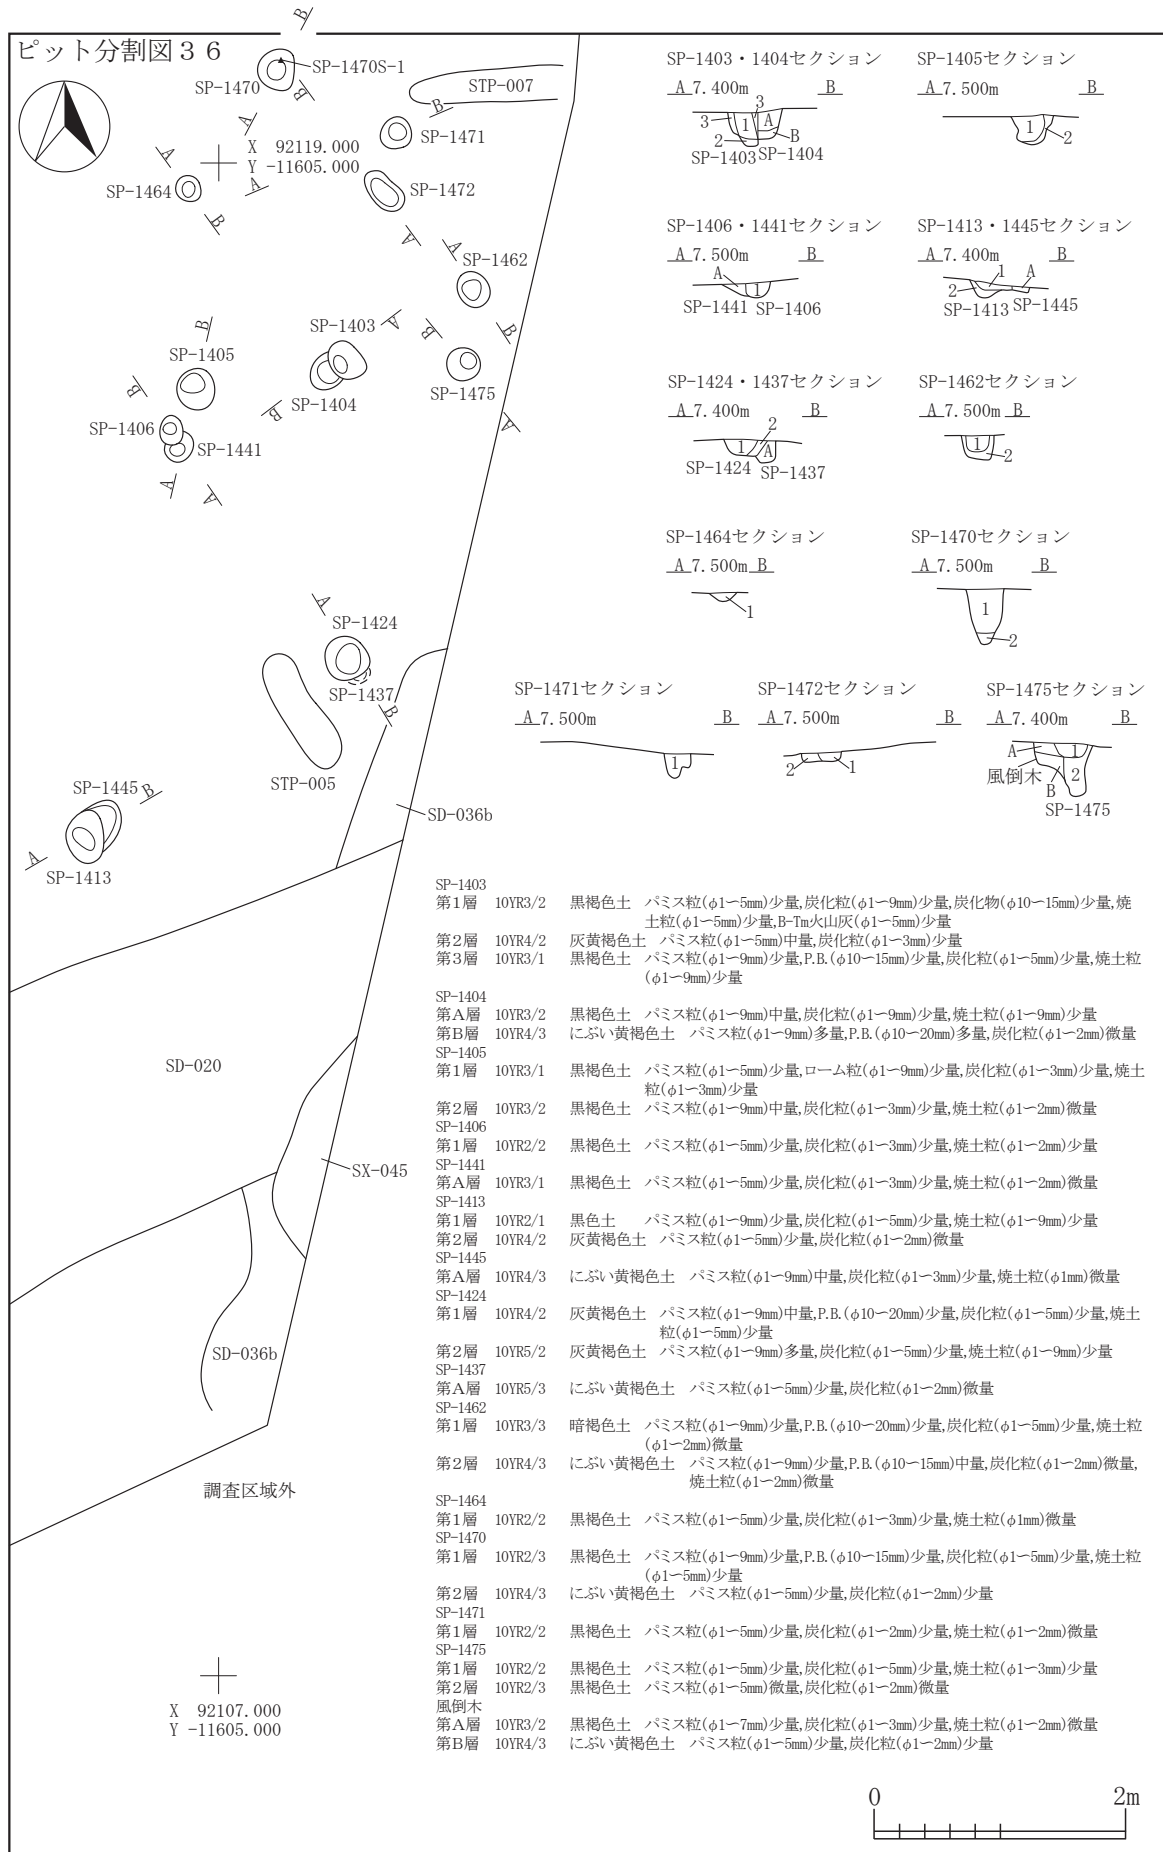 ピット分割図３６
B
SP-1470S-1
SP-1470
B
STP-007
A
B
SP-1471
X 92119.000
Y -11605.000
A
SP-1464
A
SP-1472
B
A
A
SP-1462
B
SP-1403
A
B
B
SP-1405
B
SP-1404
SP-1475
B
A
SP-1406
SP-1441
A
A
A
SP-1424
SP-1437
B
STP-005
SD-036b
SP-1445
B
A
SP-1413
SD-020
SX-045
SD-036b
調査区域外
X 92107.000
Y -11605.000
SP-1403・1404セクション
A 7.400m B
3
3 1 A
2 B
SP-1403 SP-1404
SP-1405セクション
A 7.500m B
1
2
SP-1406・1441セクション
A 7.500m B
A 1
SP-1441 SP-1406
SP-1413・1445セクション
A 7.400m B
1 A
2
SP-1413 SP-1445
SP-1424・1437セクション
A 7.400m B
2
1 A
SP-1424 SP-1437
SP-1462セクション
A 7.500m B
1
2
SP-1464セクション
A 7.500m B
1
SP-1470セクション
A 7.500m B
1
2
SP-1471セクション
A 7.500m B
1
SP-1472セクション
A 7.500m B
2 1
SP-1475セクション
A 7.400m B
A 1
風倒木 2
B
SP-1475
SP-1403
第1層 10YR3/2 黒褐色土 パミス粒(φ1～5mm)少量,炭化粒(φ1～9mm)少量,炭化物(φ10～15mm)少量,焼
土粒(φ1～5mm)少量,B-Tm火山灰(φ1～5mm)少量
第2層 10YR4/2 灰黄褐色土 パミス粒(φ1～5mm)中量,炭化粒(φ1～3mm)少量
第3層 10YR3/1 黒褐色土 パミス粒(φ1～9mm)少量,P.B.(φ10～15mm)少量,炭化粒(φ1～5mm)少量,焼土粒
(φ1～9mm)少量
SP-1404
第A層 10YR3/2 黒褐色土 パミス粒(φ1～9mm)中量,炭化粒(φ1～9mm)少量,焼土粒(φ1～9mm)少量
第B層 10YR4/3 にぶい黄褐色土 パミス粒(φ1～9mm)多量,P.B.(φ10～20mm)多量,炭化粒(φ1～2mm)微量
SP-1405
第1層 10YR3/1 黒褐色土 パミス粒(φ1～5mm)少量,ローム粒(φ1～9mm)少量,炭化粒(φ1～3mm)少量,焼土
粒(φ1～3mm)少量
第2層 10YR3/2 黒褐色土 パミス粒(φ1～9mm)中量,炭化粒(φ1～3mm)少量,焼土粒(φ1～2mm)微量
SP-1406
第1層 10YR2/2 黒褐色土 パミス粒(φ1～5mm)少量,炭化粒(φ1～3mm)少量,焼土粒(φ1～2mm)少量
SP-1441
第A層 10YR3/1 黒褐色土 パミス粒(φ1～5mm)少量,炭化粒(φ1～3mm)少量,焼土粒(φ1～2mm)微量
SP-1413
第1層 10YR2/1 黒色土 パミス粒(φ1～9mm)少量,炭化粒(φ1～5mm)少量,焼土粒(φ1～9mm)少量
第2層 10YR4/2 灰黄褐色土 パミス粒(φ1～5mm)少量,炭化粒(φ1～2mm)微量
SP-1445
第A層 10YR4/3 にぶい黄褐色土 パミス粒(φ1～9mm)中量,炭化粒(φ1～3mm)少量,焼土粒(φ1mm)微量
SP-1424
第1層 10YR4/2 灰黄褐色土 パミス粒(φ1～9mm)中量,P.B.(φ10～20mm)少量,炭化粒(φ1～5mm)少量,焼土
粒(φ1～5mm)少量
第2層 10YR5/2 灰黄褐色土 パミス粒(φ1～9mm)多量,炭化粒(φ1～5mm)少量,焼土粒(φ1～9mm)少量
SP-1437
第A層 10YR5/3 にぶい黄褐色土 パミス粒(φ1～5mm)少量,炭化粒(φ1～2mm)微量
SP-1462
第1層 10YR3/3 暗褐色土 パミス粒(φ1～9mm)少量,P.B.(φ10～20mm)少量,炭化粒(φ1～5mm)少量,焼土粒
(φ1～2mm)微量
第2層 10YR4/3 にぶい黄褐色土 パミス粒(φ1～9mm)少量,P.B.(φ10～15mm)中量,炭化粒(φ1～2mm)微量,
焼土粒(φ1～2mm)微量
SP-1464
第1層 10YR2/2 黒褐色土 パミス粒(φ1～5mm)少量,炭化粒(φ1～3mm)少量,焼土粒(φ1mm)微量
SP-1470
第1層 10YR2/3 黒褐色土 パミス粒(φ1～9mm)少量,P.B.(φ10～15mm)少量,炭化粒(φ1～5mm)少量,焼土粒
(φ1～5mm)少量
第2層 10YR4/3 にぶい黄褐色土 パミス粒(φ1～5mm)少量,炭化粒(φ1～2mm)少量
SP-1471
第1層 10YR2/2 黒褐色土 パミス粒(φ1～5mm)少量,炭化粒(φ1～2mm)少量,焼土粒(φ1～2mm)微量
SP-1475
第1層 10YR2/2 黒褐色土 パミス粒(φ1～5mm)少量,炭化粒(φ1～5mm)少量,焼土粒(φ1～3mm)少量
第2層 10YR2/3 黒褐色土 パミス粒(φ1～5mm)微量,炭化粒(φ1～2mm)微量
風倒木
第A層 10YR3/2 黒褐色土 パミス粒(φ1～7mm)少量,炭化粒(φ1～3mm)少量,焼土粒(φ1～2mm)微量
第B層 10YR4/3 にぶい黄褐色土 パミス粒(φ1～5mm)少量,炭化粒(φ1～2mm)少量
0 2m